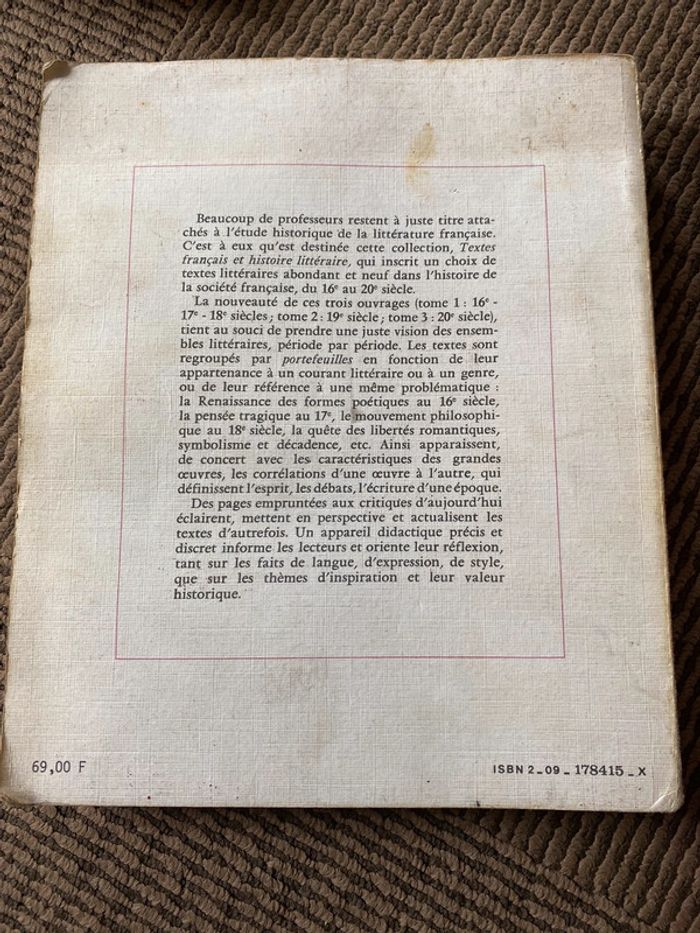 Beaucoup de professeurs restent à juste titre atta-
chés à l'étude historique de la littérature française.
C'est à eux qu'est destinée cette collection, Textes
français et histoire littéraire, qui inscrit un choix de
textes littéraires abondant et neuf dans l'histoire de
la société française, du 16e au 20e siècle.
La nouveauté de ces trois ouvrages (tome 1 : 16e -
17e - 18e siècles ; tome 2 : 19e siècle ; tome 3 : 20e siècle),
tient au souci de prendre une juste vision des ensem-
bles littéraires, période par période. Les textes sont
regroupés par portefeuilles en fonction de leur
appartenance à un courant littéraire ou à un genre,
ou de leur référence à une même problématique :
la Renaissance des formes poétiques au 16e siècle,
la pensée tragique au 17e, le mouvement philosophi-
que au 18e siècle, la quête des libertés romantiques,
symbolisme et décadence, etc. Ainsi apparaissent,
de concert avec les caractéristiques des grandes
œuvres, les corrélations d'une œuvre à l'autre, qui
définissent l'esprit, les débats, l'écriture d'une époque.
Des pages empruntées aux critiques d'aujourd'hui
éclairent, mettent en perspective et actualisent les
textes d'autrefois. Un appareil didactique précis et
discret informe les lecteurs et oriente leur réflexion,
tant sur les faits de langue, d'expression, de style,
que sur les thèmes d'inspiration et leur valeur
historique.
69,00 F
ISBN 2_09_178415_X